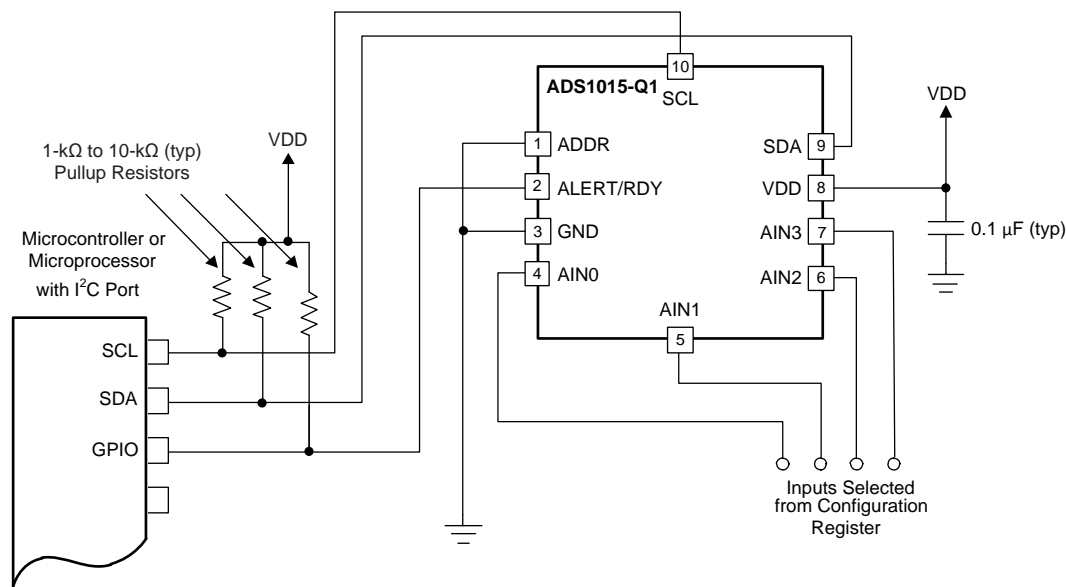 10
ADS1015-Q1
SCL
VDD
1-kΩ to 10-kΩ (typ)
Pullup Resistors
VDD
1 ADDR
SDA 9
2 ALERT/RDY
VDD 8
Microcontroller or
Microprocessor
with I²C Port
3 GND
AIN3 7
0.1 μF (typ)
4 AIN0
AIN2 6
AIN1
5
SCL
SDA
GPIO
Inputs Selected
from Configuration
Register